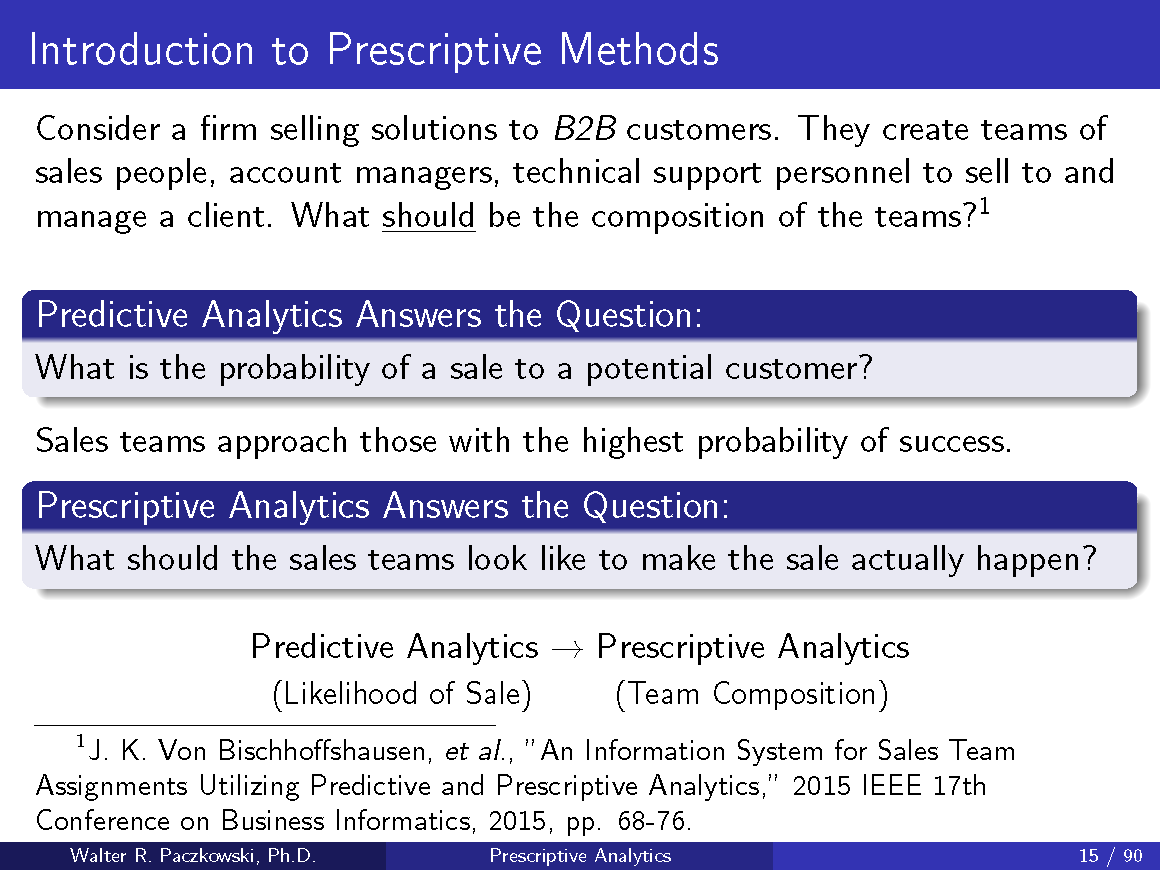 Introduction to Prescriptive Methods
Consider a firm selling solutions to B2B customers. They create teams of
sales people, account managers, technical support personnel to sell to and
manage a client. What should be the composition of the teams?¹
Predictive Analytics Answers the Question:
What is the probability of a sale to a potential customer?
Sales teams approach those with the highest probability of success.
Prescriptive Analytics Answers the Question:
What should the sales teams look like to make the sale actually happen?
Predictive Analytics → Prescriptive Analytics
(Likelihood of Sale) (Team Composition)
¹J. K. Von Bischhoffshausen, et al., ”An Information System for Sales Team
Assignments Utilizing Predictive and Prescriptive Analytics,” 2015 IEEE 17th
Conference on Business Informatics, 2015, pp. 68-76.
Walter R. Paczkowski, Ph.D. Prescriptive Analytics 15 / 90